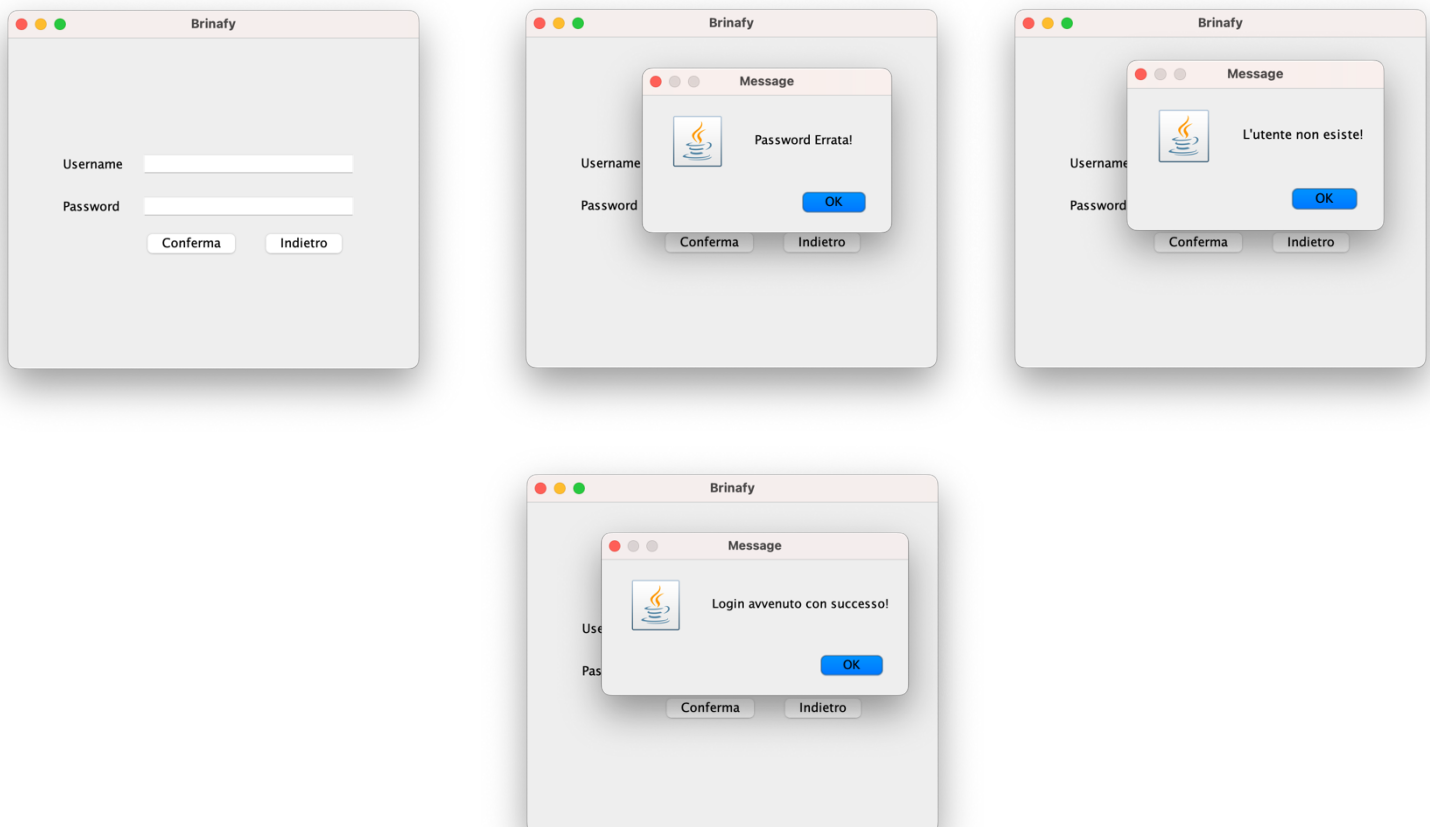 Brinafy
Username
Password
Conferma Indietro
Brinafy
Message
Password Errata!
OK
Username
Password
Conferma Indietro
Brinafy
Message
L'utente non esiste!
OK
Username
Password
Conferma Indietro
Brinafy
Message
Login avvenuto con successo!
OK
Use
Pas
Conferma Indietro